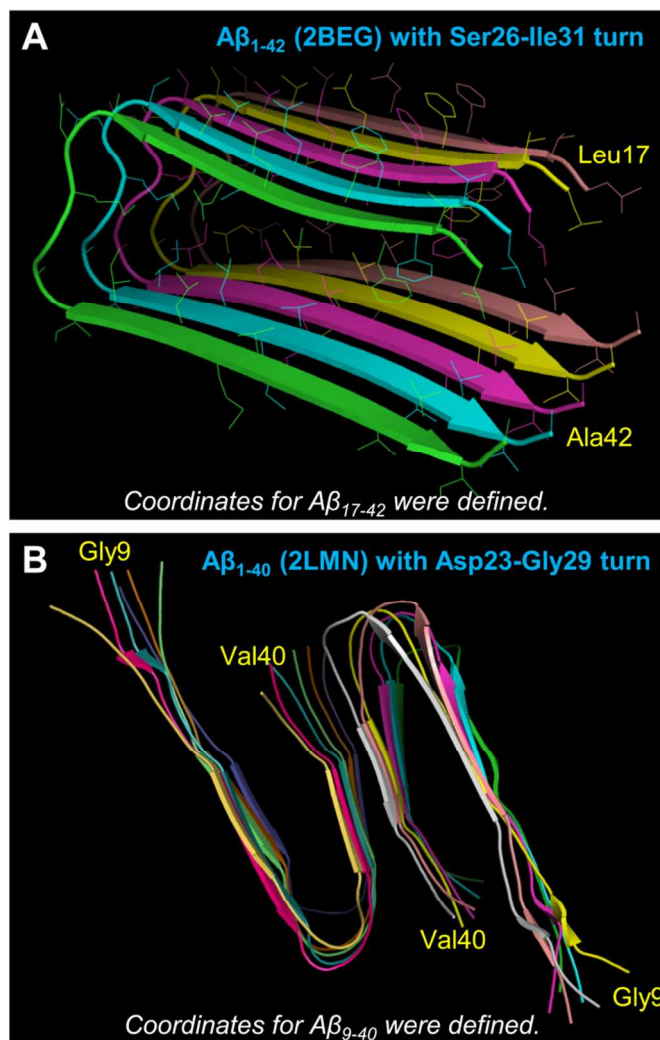 A
Aβ1-42 (2BEG) with Ser26-Ile31 turn
Leu17
Ala42
Coordinates for Aβ17-42 were defined.
B
Aβ1-40 (2LMN) with Asp23-Gly29 turn
Gly9
Val40
Val40
Gly9
Coordinates for Aβ9-40 were defined.